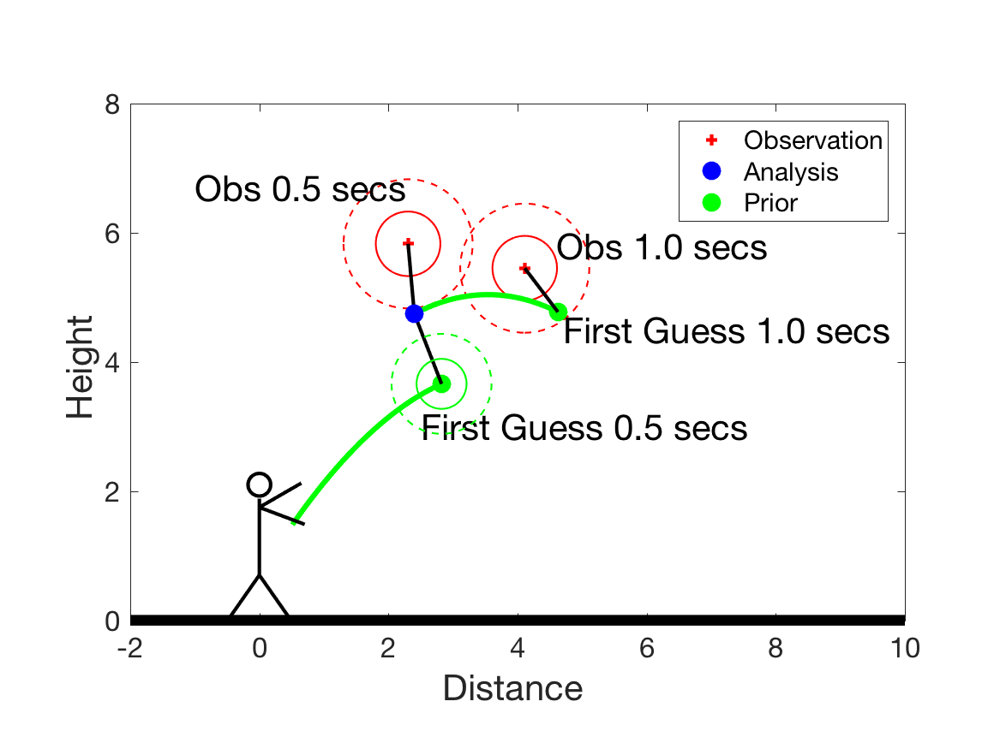 8
Observation
Analysis
Prior
Obs 0.5 secs
6
Obs 1.0 secs
First Guess 1.0 secs
4
Height
First Guess 0.5 secs
2
0
-2 0 2 4 6 8 10
Distance